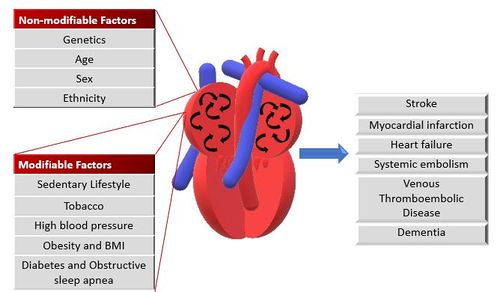 Non-modifiable Factors
Genetics
Age
Sex
Ethnicity
Modifiable Factors
Sedentary Lifestyle
Tobacco
High blood pressure
Obesity and BMI
Diabetes and Obstructive
sleep apnea
Stroke
Myocardial infarction
Heart failure
Systemic embolism
Venous
Thromboembolic
Disease
Dementia